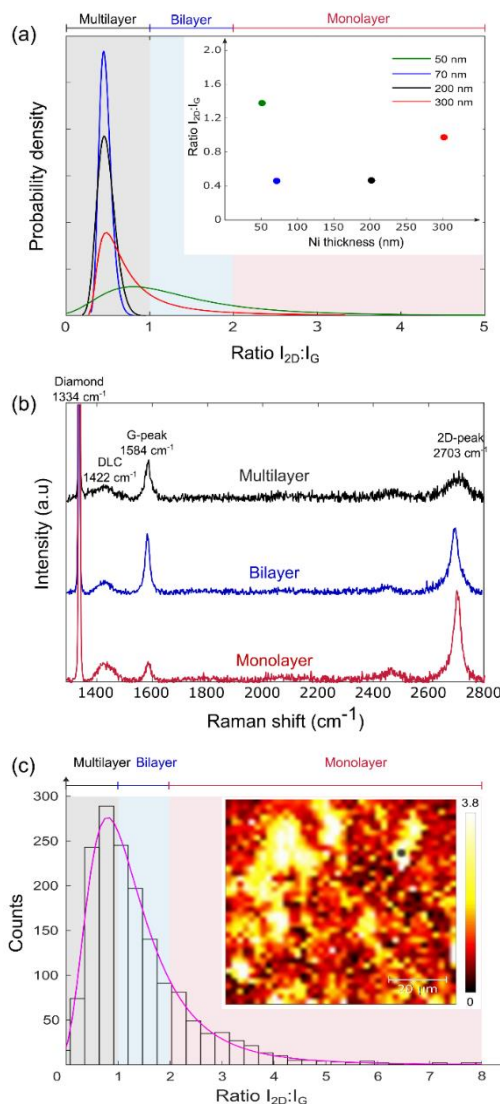 Multilayer Bilayer Monolayer
(a)
Probability density
2.0
1.6
1.2
0.8
0.4
0
Ratio I2D:IG
50 nm
70 nm
200 nm
300 nm
50 100 150 200 250 300
Ni thickness (nm)
0 1 2 3 4 5
Ratio I2D:IG
(b)
Diamond
1334 cm-1
DLC
1422 cm-1
G-peak
1584 cm-1
2D-peak
2703 cm-1
Multilayer
Bilayer
Monolayer
Intensity (a.u)
1400 1600 1800 2000 2200 2400 2600 2800
Raman shift (cm-1)
(c)
Multilayer Bilayer Monolayer
300
250
200
150
100
50
0
Counts
3.8
0
20 µm
0 1 2 3 4 5 6 7 8
Ratio I2D:IG